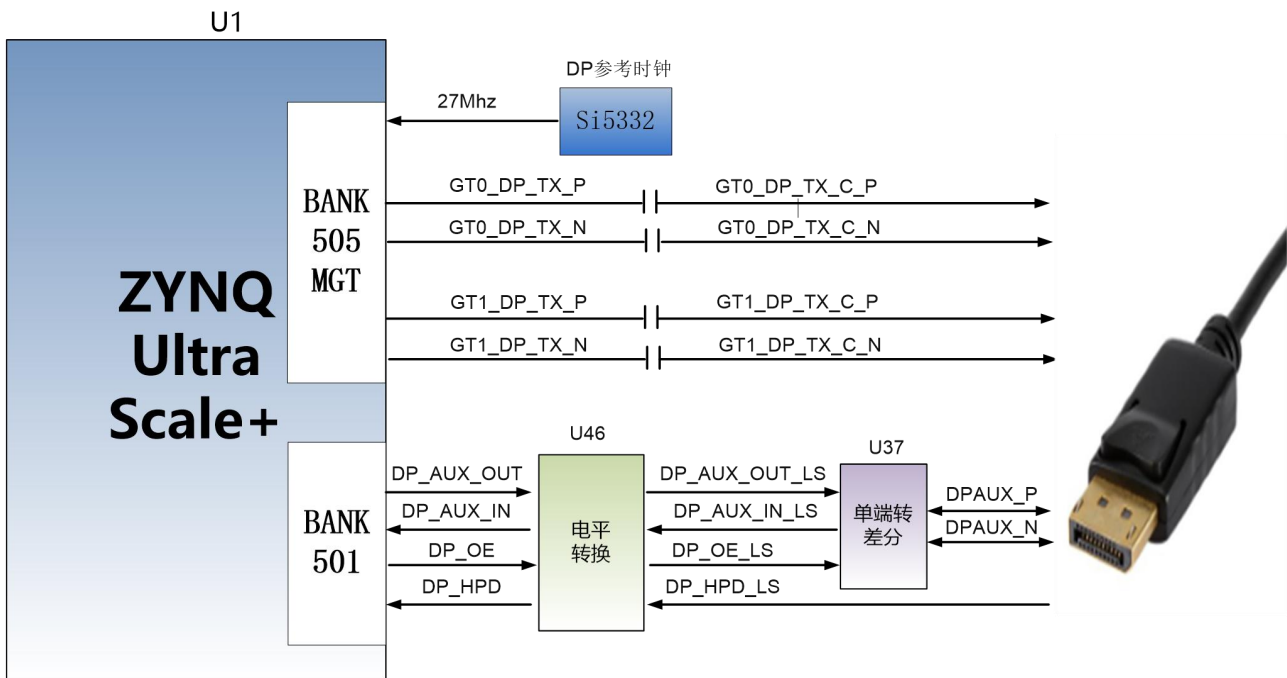 U1
DP参考时钟
27Mhz
Si5332
GT0_DP_TX_P
GT0_DP_TX_C_P
GT0_DP_TX_N
GT0_DP_TX_C_N
BANK
505
MGT
GT1_DP_TX_P
GT1_DP_TX_C_P
GT1_DP_TX_N
GT1_DP_TX_C_N
ZYNQ
Ultra
Scale+
U46
U37
DP_AUX_OUT
DP_AUX_OUT_LS
DP_AUX_IN
DP_AUX_IN_LS
DP_OE
DP_OE_LS
DP_HPD
DP_HPD_LS
BANK
501
电平
转换
单端转
差分
DPAUX_P
DPAUX_N